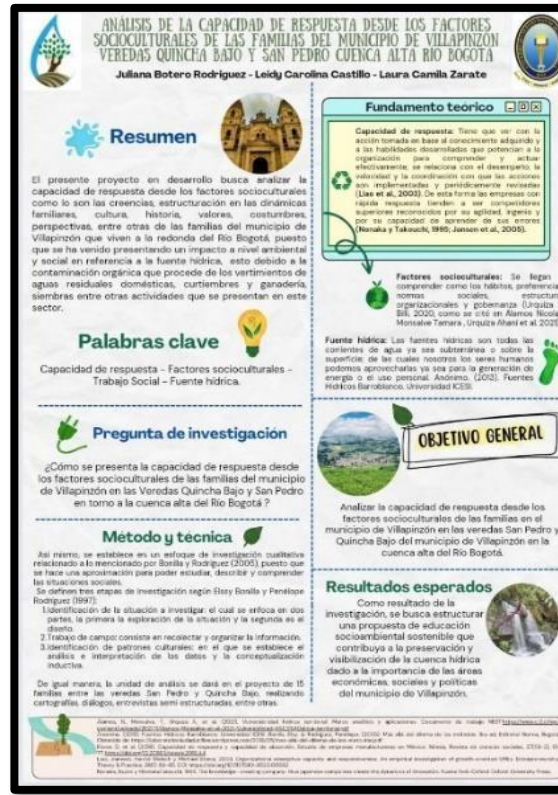 ANÁLISIS DE LA CAPACIDAD DE RESPUESTA DESDE LOS FACTORES
SOCIOCULTURALES DE LAS FAMILIAS DEL MUNICIPIO DE VILLAPINZÓN
VEREDAS QUINCHA BAJO Y SAN PEDRO CUENCA ALTA RIO BOGOTA
Juliana Botero Rodriguez - Leidy Carolina Castillo - Laura Camila Zarate
Resumen
El presente proyecto en desarrollo busca analizar la
capacidad de respuesta desde los factores socioculturales
como lo son las creencias, estructuración en las dinámicas
familiares, cultura, historia, valores, costumbres,
perspectivas, entre otras de las familias del municipio de
Villapinzón que viven a la redonda del Río Bogotá, puesto
que se ha venido presentando un impacto a nivel ambiental
y social en referencia a la fuente hídrica, esto debido a la
contaminación orgánica que procede de los vertimientos de
aguas residuales domésticas, curtiembres y ganadería,
siembras entre otras actividades que se presentan en este
sector.
Palabras clave
Capacidad de respuesta - Factores socioculturales -
Trabajo Social - Fuente hídrica.
Pregunta de investigación
¿Cómo se presenta la capacidad de respuesta desde
los factores socioculturales de las familias del municipio
de Villapinzón en las Veredas Quincha Bajo y San Pedro
en torno a la cuenca alta del Río Bogotá ?
Método y técnica
Así mismo, se establece en un enfoque de investigación cualitativa
relacionado a lo mencionado por Bonilla y Rodríguez (2005), puesto que
se hace una aproximación para poder estudiar, describir y comprender
las situaciones sociales.
Se definen tres etapas de investigación según Elssy Bonilla y Penélope
Rodríguez (1997):
1.Identificación de la situación a investigar: el cual se enfoca en dos
partes, la primera la exploración de la situación y la segunda es el
diseño.
2.Trabajo de campo: consiste en recolectar y organizar la información.
3.Identificación de patrones culturales: en el que se establece el
análisis e interpretación de los datos y la conceptualización
inductiva.
De igual manera, la unidad de análisis se dará en el proyecto de 15
familias entre las veredas San Pedro y Quincha Bajo, realizando
cartografías, diálogos, entrevistas semi estructuradas, entre otras.
Fundamento teórico
Capacidad de respuesta: Tiene que ver con la
acción tomada en base al conocimiento adquirido y
a las habilidades desarrolladas que potencian a la
organización para comprender y actuar
efectivamente, se relaciona con el desempeño, la
velocidad y la coordinación con que las acciones
son implementadas y periódicamente revisadas
(Liao et al., 2003). De esta forma las empresas con
rápida respuesta tienden a ser competidores
superiores reconocidos por su agilidad, ingenio y
por su capacidad de aprender de sus errores
(Nonaka y Takeuchi, 1995; Jansen et al., 2005).
Factores socioculturales: Se llegan
comprender como los hábitos, preferencia
normas sociales, estructur
organizacionales y gobernanza (Urquiza
Billi, 2020, como se citó en Álamos Nicola
Monsalve Tamara , Urquiza Ahani et al. 2021
Fuente hídrica: Las fuentes hídricas son todas las
corrientes de agua ya sea subterránea o sobre la
superficie; de las cuales nosotros los seres humanos
podemos aprovecharlas ya sea para la generación de
energía o el uso personal. Anónimo. (2013). Fuentes
Hídricas Barroblanco. Universidad ICESI.
OBJETIVO GENERAL
Analizar la capacidad de respuesta desde los
factores socioculturales de las familias en el
municipio de Villapinzón en las veredas San Pedro y
Quincha Bajo del municipio de Villapinzón en la
cuenca alta del Río Bogotá.
Resultados esperados
Como resultado de la
investigación, se busca estructurar
una propuesta de educación
socioambiental sostenible que
contribuya a la preservación y
visibilización de la cuenca hídrica
dado a la importancia de las áreas
económicas, sociales y políticas
del municipio de Villapinzón.